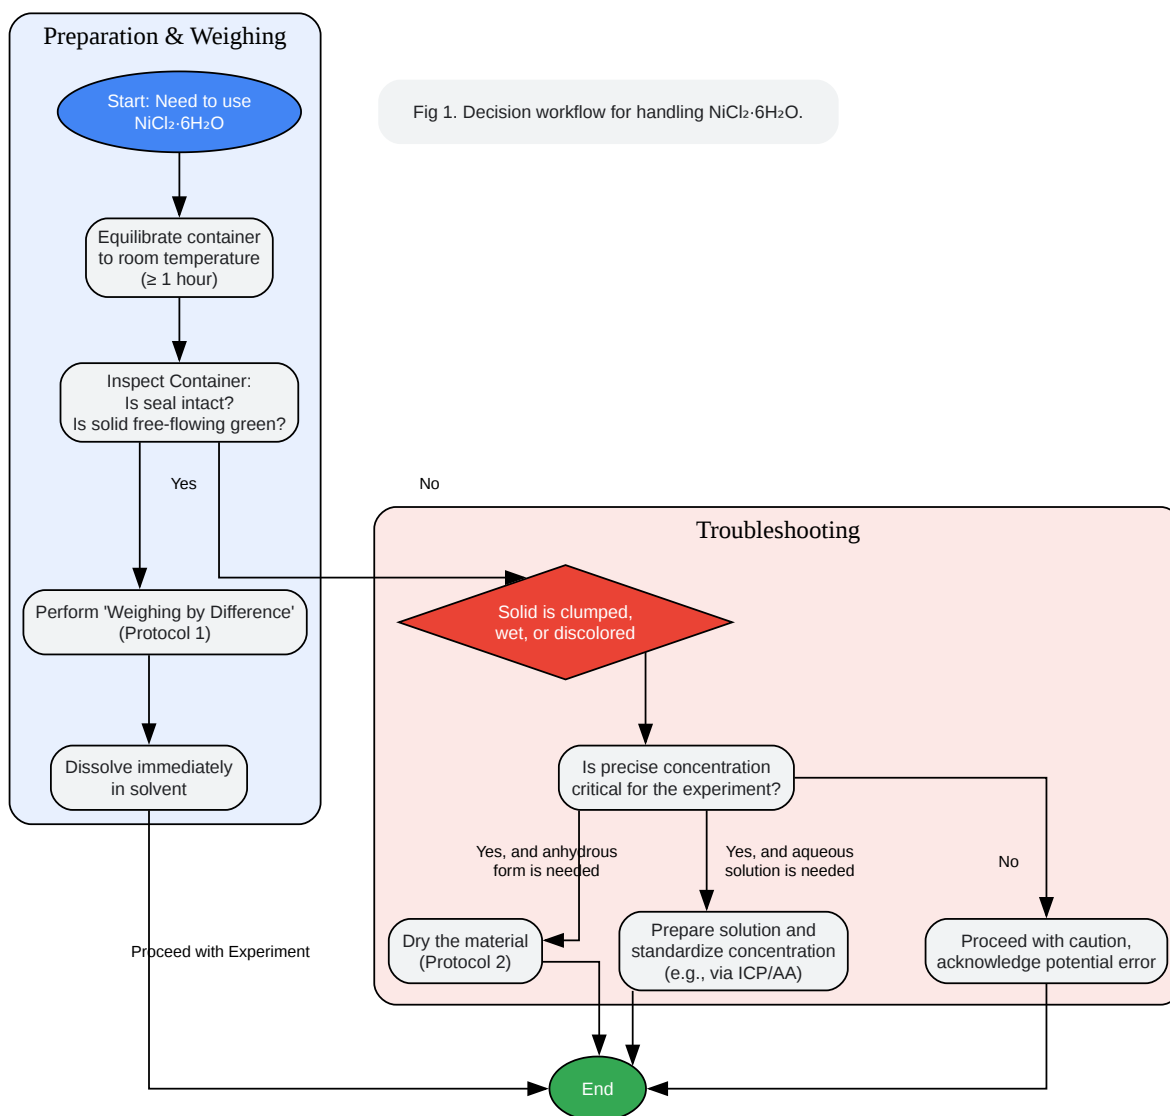 Preparation & Weighing
Start: Need to use
NiCl₂·6H₂O
Fig 1. Decision workflow for handling NiCl₂·6H₂O.
Equilibrate container
to room temperature
(≥ 1 hour)
Inspect Container:
Is seal intact?
Is solid free-flowing green?
Yes
No
Troubleshooting
Solid is clumped,
wet, or discolored
Perform 'Weighing by Difference'
(Protocol 1)
Dissolve immediately
in solvent
Is precise concentration
critical for the experiment?
Yes, and anhydrous
form is needed
Yes, and aqueous
solution is needed
No
Dry the material
(Protocol 2)
Prepare solution and
standardize concentration
(e.g., via ICP/AA)
Proceed with caution,
acknowledge potential error
Proceed with Experiment
End